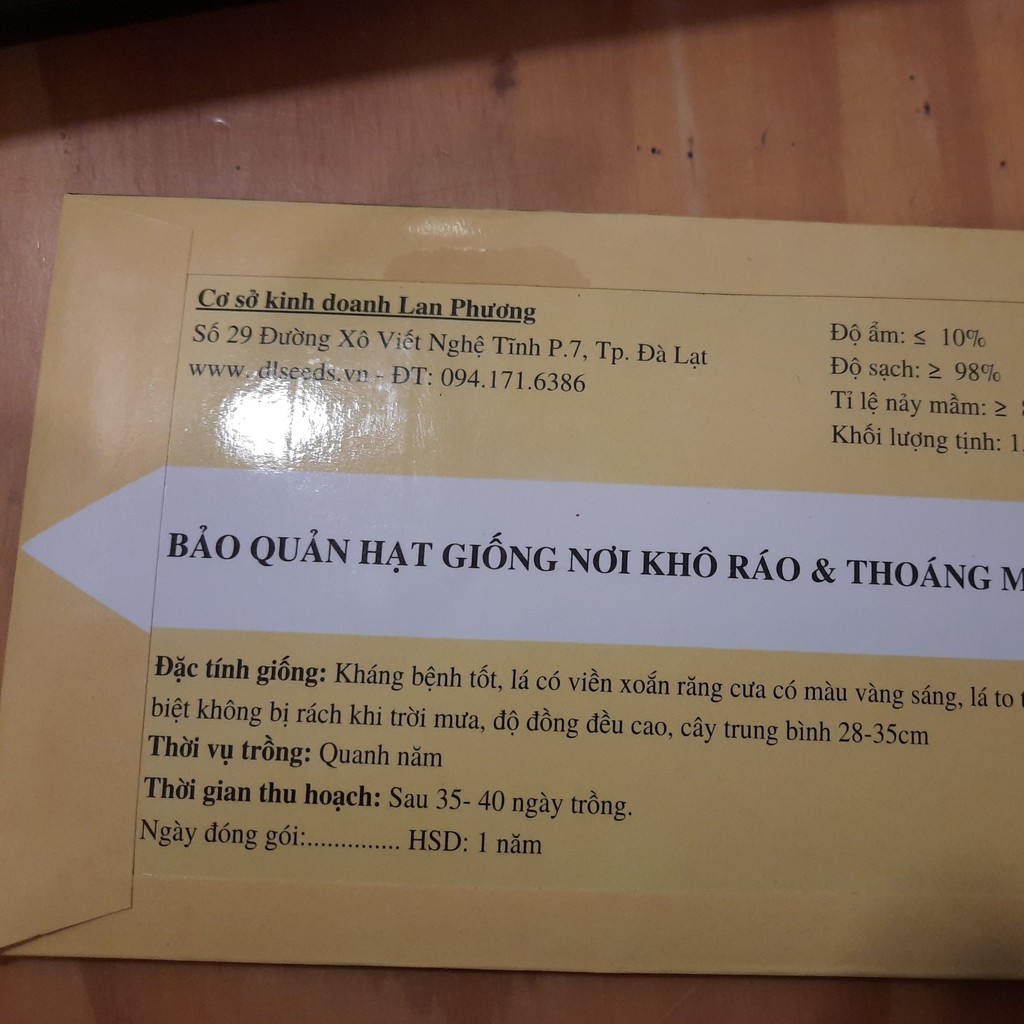 Cơ sở kinh doanh Lan Phương
Số 29 Đường Xô Viết Nghệ Tĩnh P.7, Tp. Đà Lạt
www. dlseeds.vn - ĐT: 094.171.6386
Độ ẩm: ≤ 10%
Độ sạch: ≥ 98%
Tỉ lệ nảy mầm: ≥
Khối lượng tịnh: 1
BẢO QUẢN HẠT GIỐNG NƠI KHÔ RÁO & THOÁNG M
Đặc tính giống: Kháng bệnh tốt, lá có viền xoắn răng cưa có màu vàng sáng, lá to
biệt không bị rách khi trời mưa, độ đồng đều cao, cây trung bình 28-35cm
Thời vụ trồng: Quanh năm
Thời gian thu hoạch: Sau 35- 40 ngày trồng.
Ngày đóng gói:.............. HSD: 1 năm